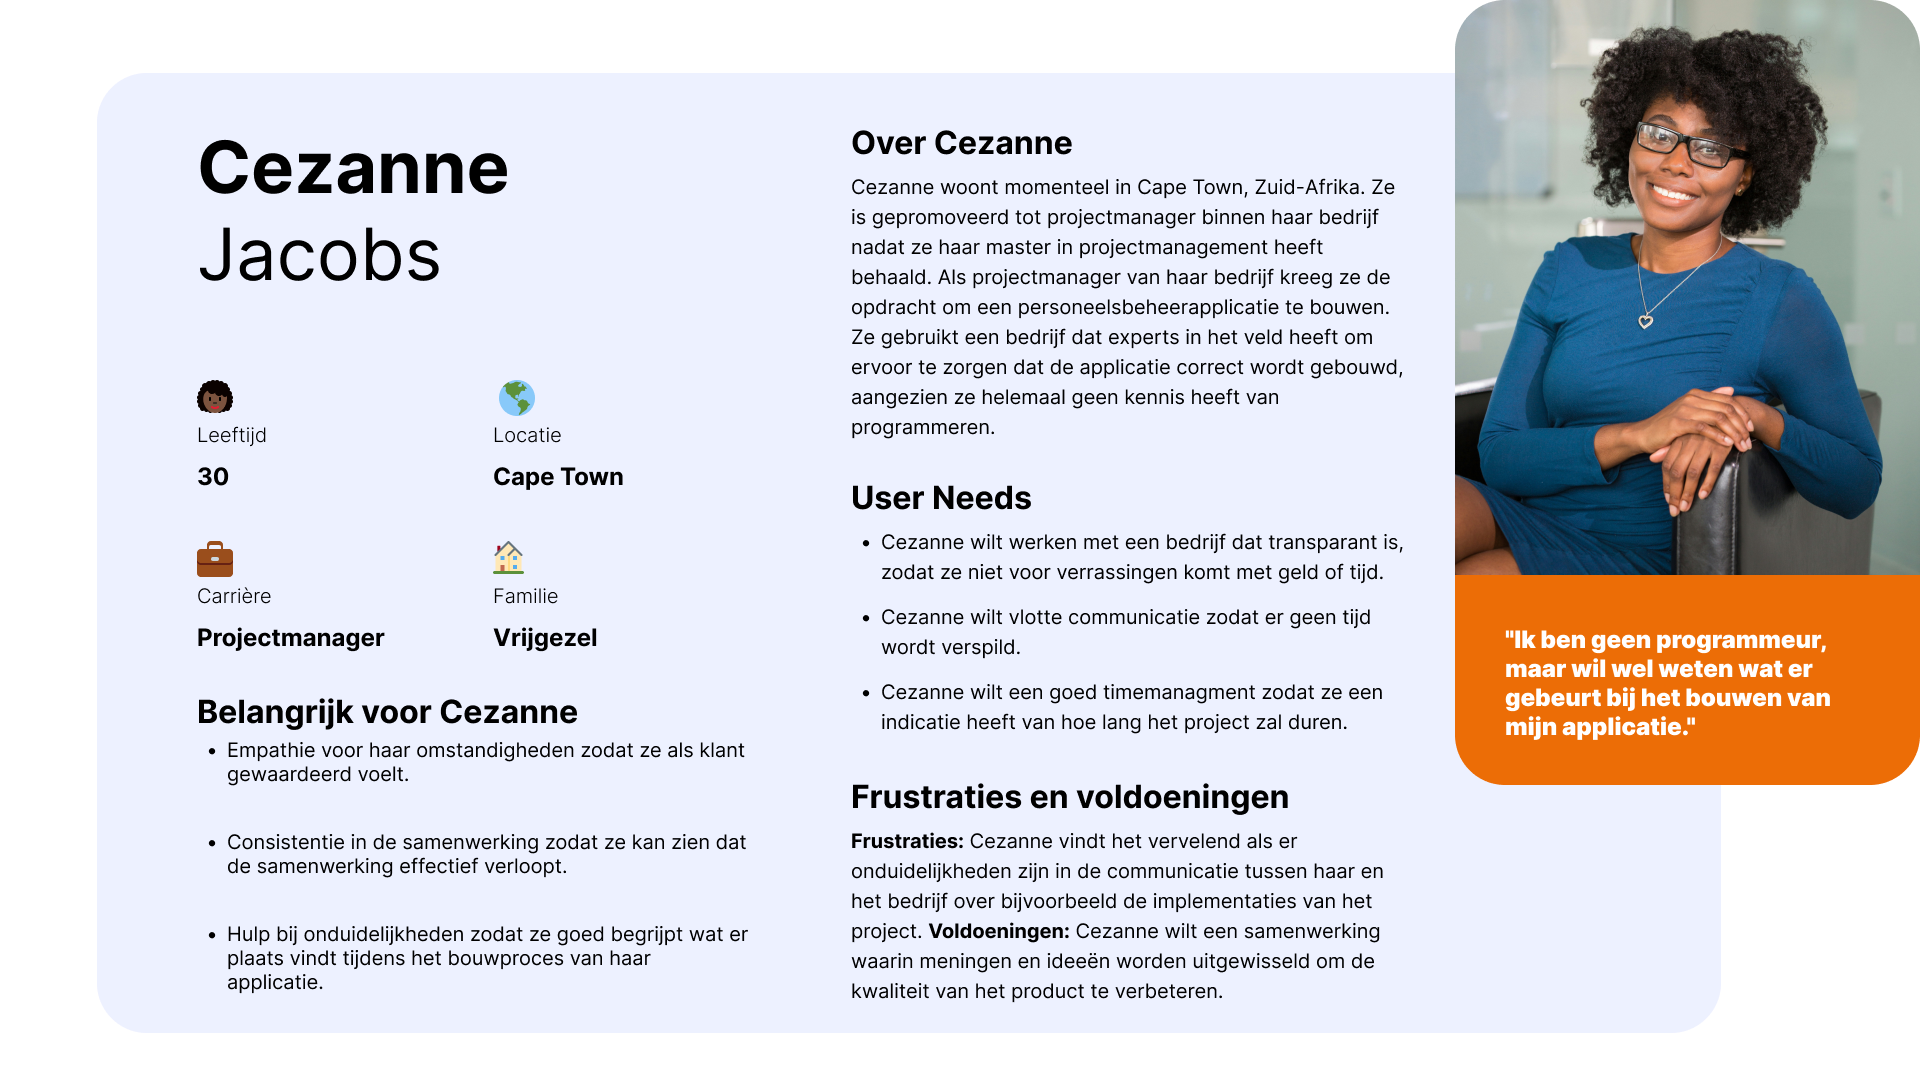 Cezanne
Jacobs
Leeftijd
30
Locatie
Cape Town
Carrière
Projectmanager
Familie
Vrijgezel
Belangrijk voor Cezanne
• Empathie voor haar omstandigheden zodat ze als klant
gewaardeerd voelt.
• Consistentie in de samenwerking zodat ze kan zien dat
de samenwerking effectief verloopt.
• Hulp bij onduidelijkheden zodat ze goed begrijpt wat er
plaats vindt tijdens het bouwproces van haar
applicatie.
Over Cezanne
Cezanne woont momenteel in Cape Town, Zuid-Afrika. Ze
is gepromoveerd tot projectmanager binnen haar bedrijf
nadat ze haar master in projectmanagement heeft
behaald. Als projectmanager van haar bedrijf kreeg ze de
opdracht om een personeelsbeheerapplicatie te bouwen.
Ze gebruikt een bedrijf dat experts in het veld heeft om
ervoor te zorgen dat de applicatie correct wordt gebouwd,
aangezien ze helemaal geen kennis heeft van
programmeren.
User Needs
• Cezanne wilt werken met een bedrijf dat transparant is,
zodat ze niet voor verrassingen komt met geld of tijd.
• Cezanne wilt vlotte communicatie zodat er geen tijd
wordt verspild.
• Cezanne wilt een goed timemanagment zodat ze een
indicatie heeft van hoe lang het project zal duren.
Frustraties en voldoeningen
Frustraties: Cezanne vindt het vervelend als er
onduidelijkheden zijn in de communicatie tussen haar en
het bedrijf over bijvoorbeeld de implementaties van het
project. Voldoeningen: Cezanne wilt een samenwerking
waarin meningen en ideeën worden uitgewisseld om de
kwaliteit van het product te verbeteren.
"Ik ben geen programmeur,
maar wil wel weten wat er
gebeurt bij het bouwen van
mijn applicatie."